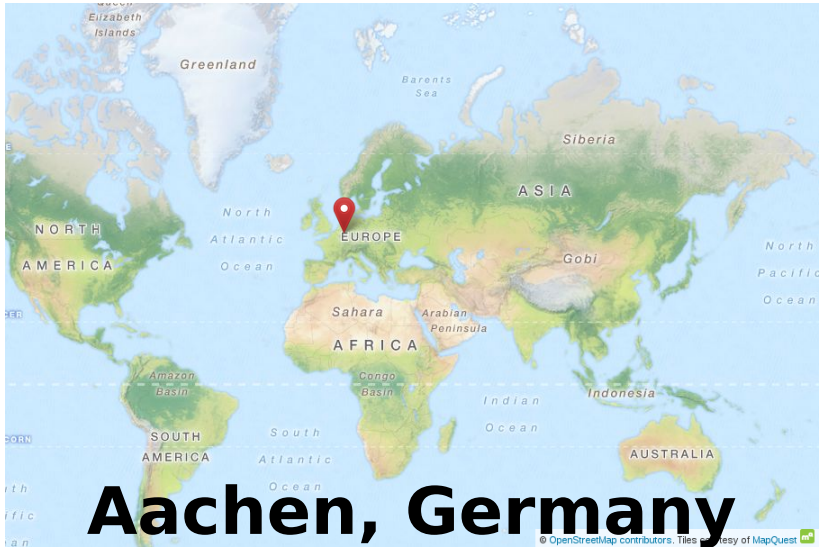 Queen
Elizabeth
Islands
Greenland
Barents
Sea
Siberia
ASIA
North
Atlantic
Ocean
NORTH
AMERICA
EUROPE
Gobi
North
Pacific
Ocean
CER
Sahara
Arabian
Peninsula
AFRICA
Amazon
Basin
Congo
Basin
Indonesia
Indian
Ocean
SOUTH
AMERICA
South
Atlantic
Ocean
CORN
AUSTRALIA
Aachen, Germany
© OpenStreetMap contributors. Tiles courtesy of MapQuest